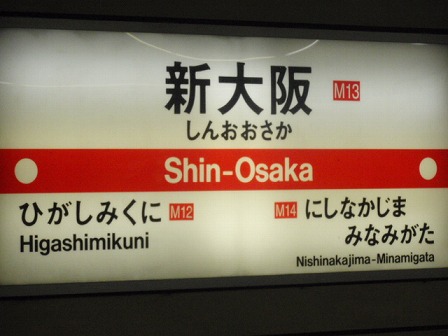 新大阪 M13
しんおおさか
Shin-Osaka
ひがしみくに M12
Higashimikuni
M14 にしなかじま
みなみがた
Nishinakajima-Minamigata